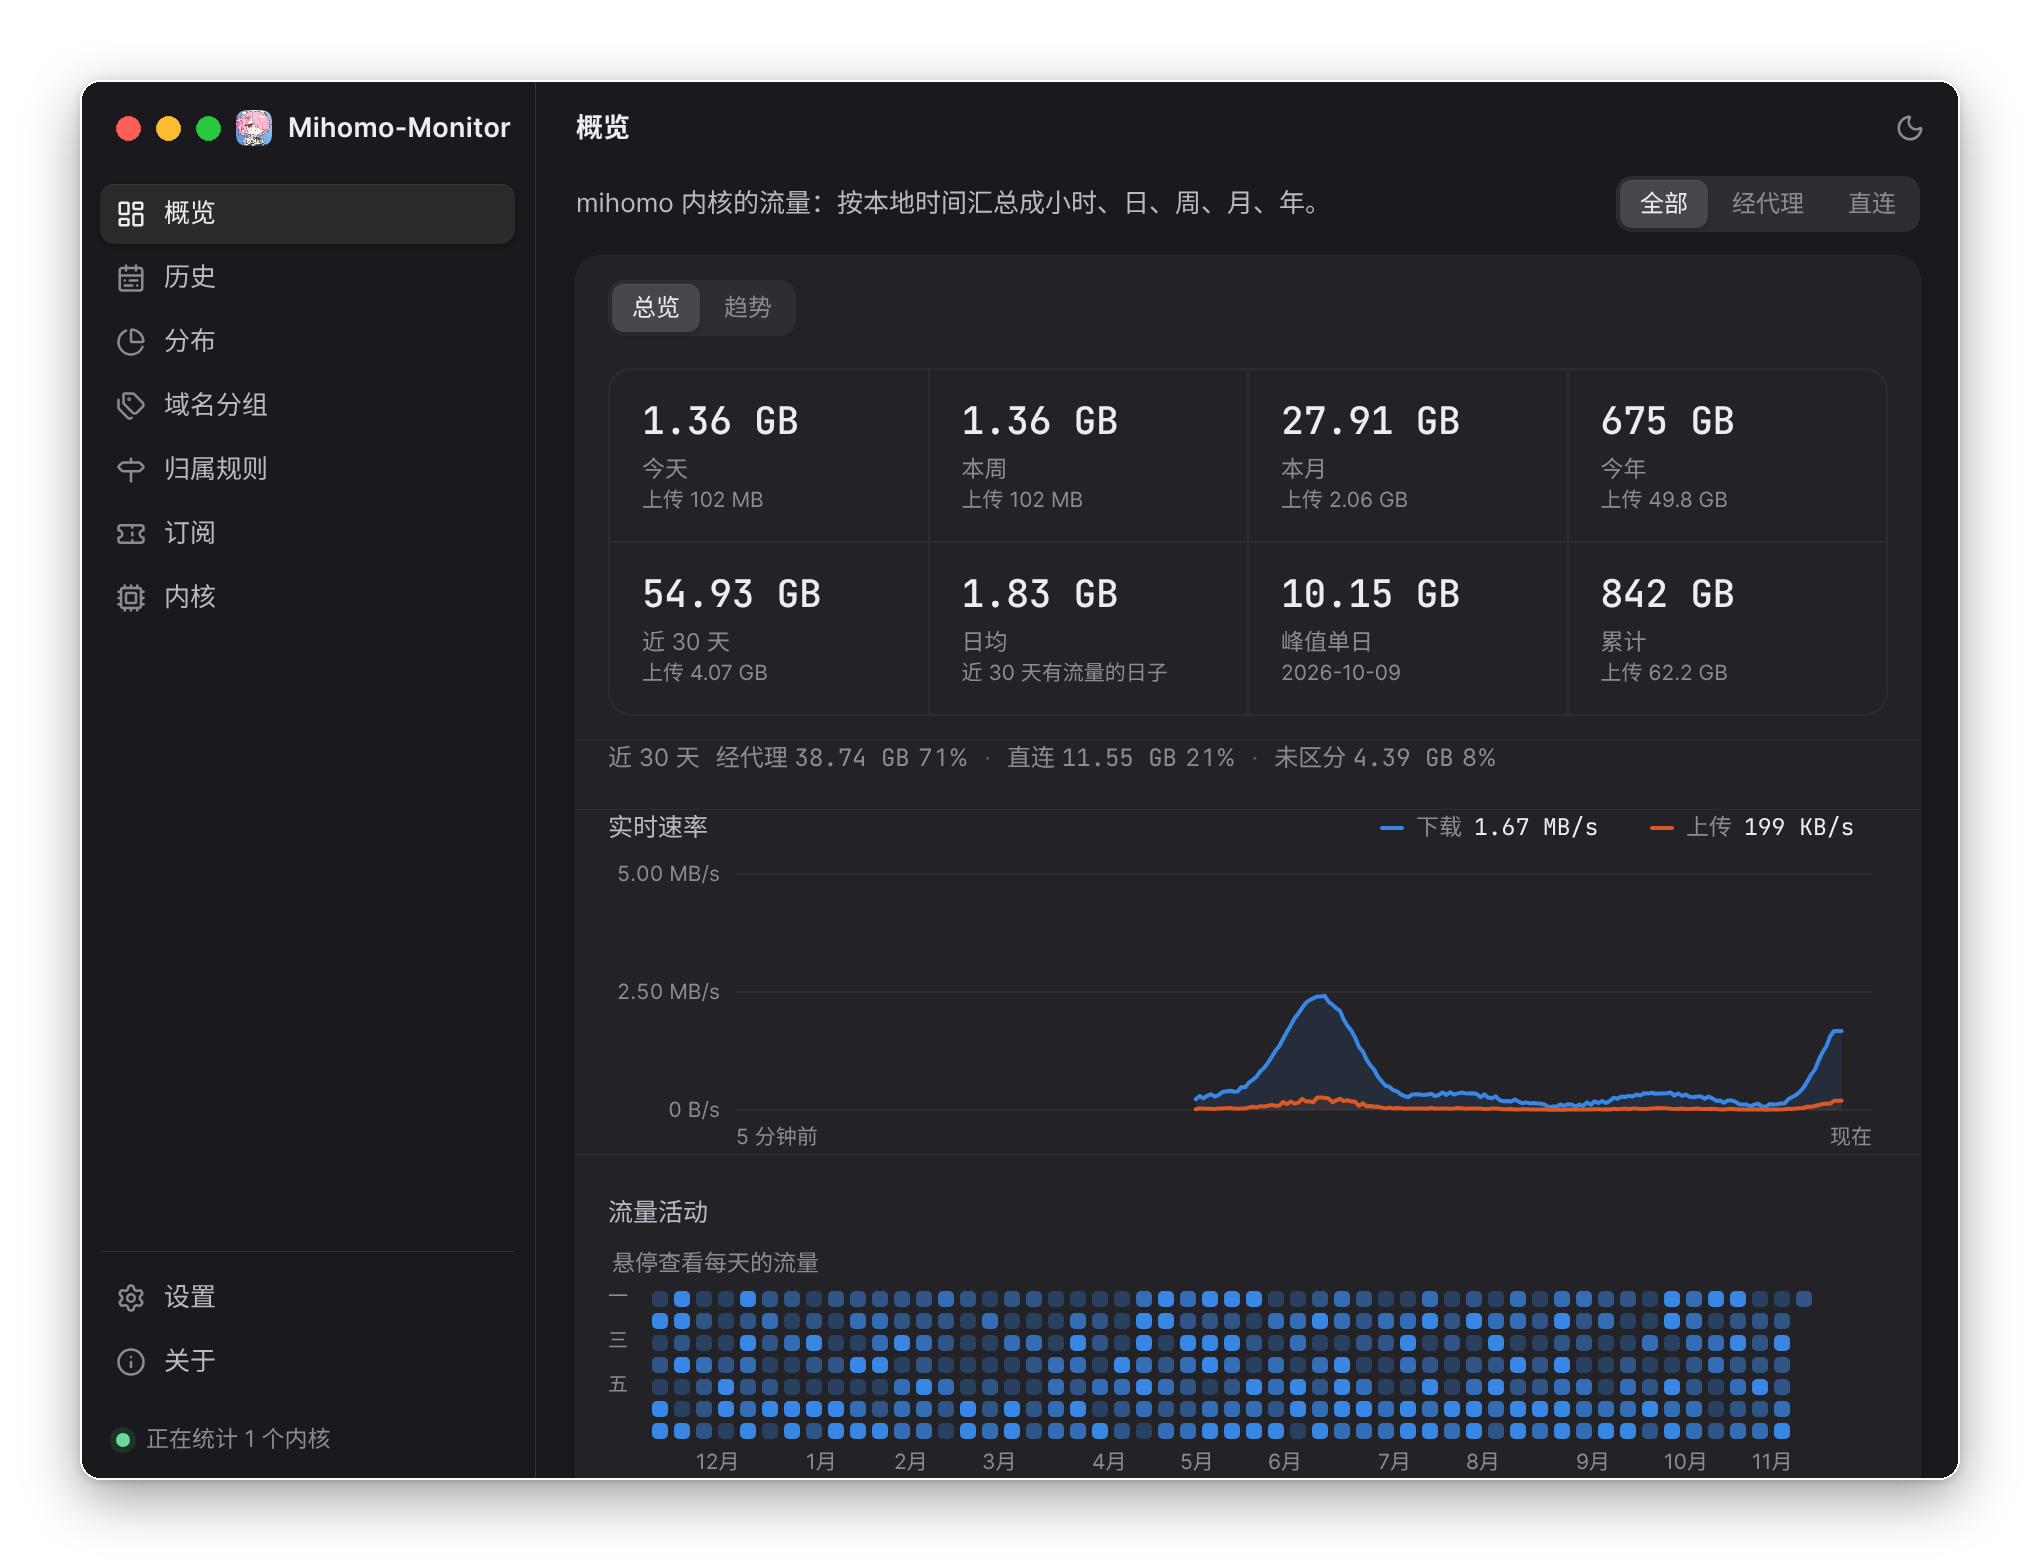 Mihomo-Monitor
概览
历史
分布
域名分组
归属规则
订阅
内核
设置
关于
正在统计 1 个内核
概览
mihomo 内核的流量：按本地时间汇总成小时、日、周、月、年。
全部 经代理 直连
总览 趋势
1.36 GB
今天
上传 102 MB
1.36 GB
本周
上传 102 MB
27.91 GB
本月
上传 2.06 GB
675 GB
今年
上传 49.8 GB
54.93 GB
近 30 天
上传 4.07 GB
1.83 GB
日均
近 30 天有流量的日子
10.15 GB
峰值单日
2026-10-09
842 GB
累计
上传 62.2 GB
近 30 天 经代理 38.74 GB 71% · 直连 11.55 GB 21% · 未区分 4.39 GB 8%
实时速率
下载 1.67 MB/s 上传 199 KB/s
5.00 MB/s
2.50 MB/s
0 B/s
5 分钟前 现在
流量活动
悬停查看每天的流量
一
三
五
12月 1月 2月 3月 4月 5月 6月 7月 8月 9月 10月 11月